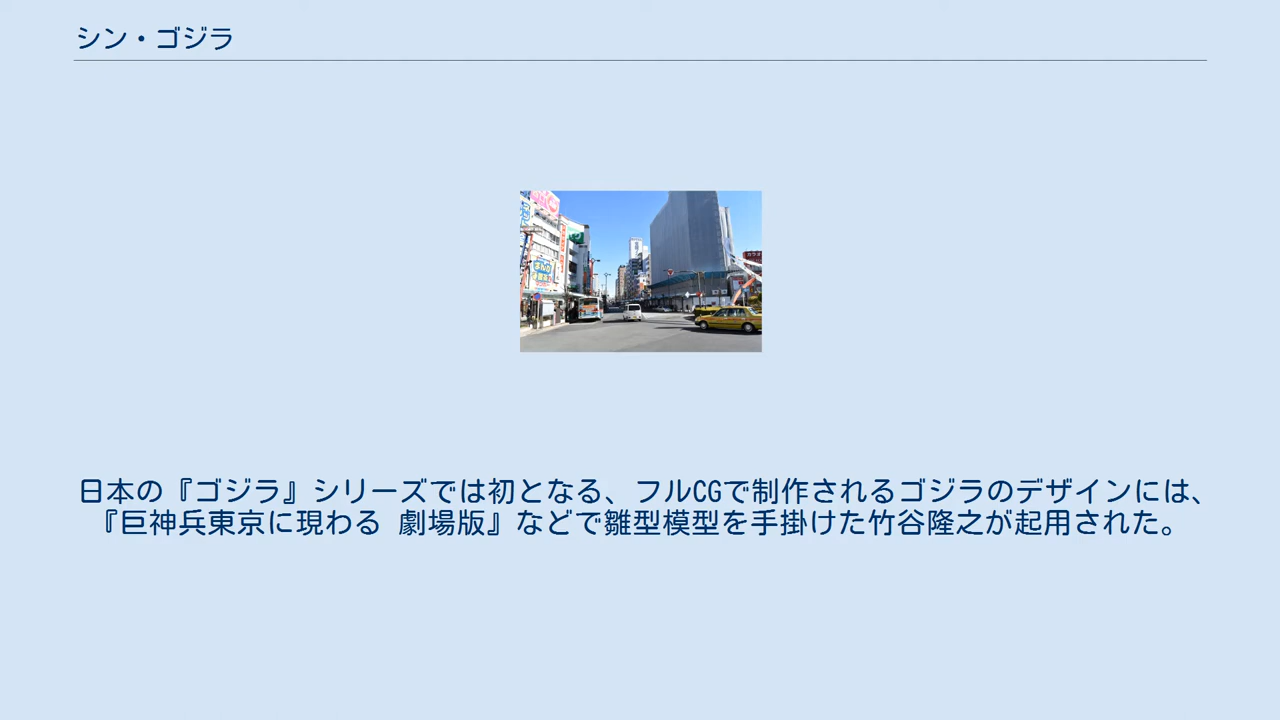 シン・ゴジラ
日本の『ゴジラ』シリーズでは初となる、フルCGで制作されるゴジラのデザインには、
『巨神兵東京に現わる 劇場版』などで雛型模型を手掛けた竹谷隆之が起用された。